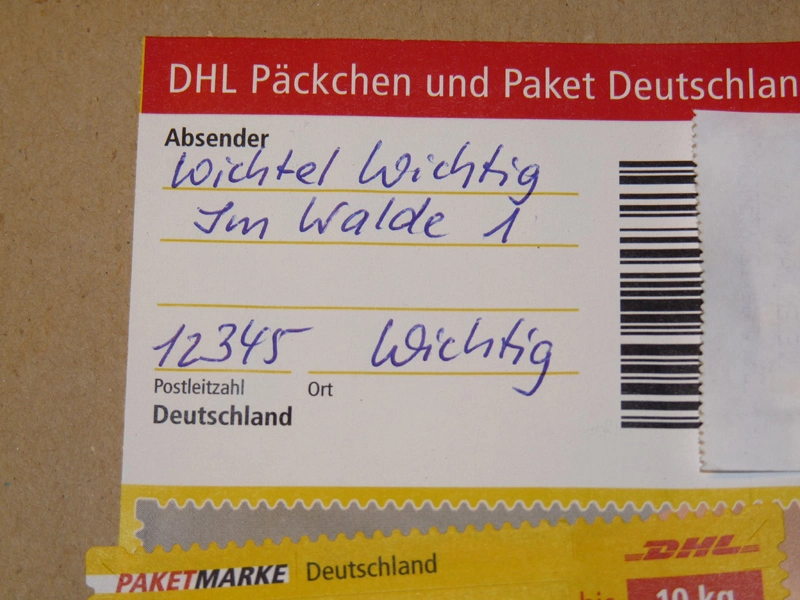 DHL Päckchen und Paket Deutschlan
Absender
Wichtel Wichtig
Im Walde 1
12345 Wichtig
Postleitzahl Ort
Deutschland
PAKETMARKE Deutschland
DHL
bis 10 kg